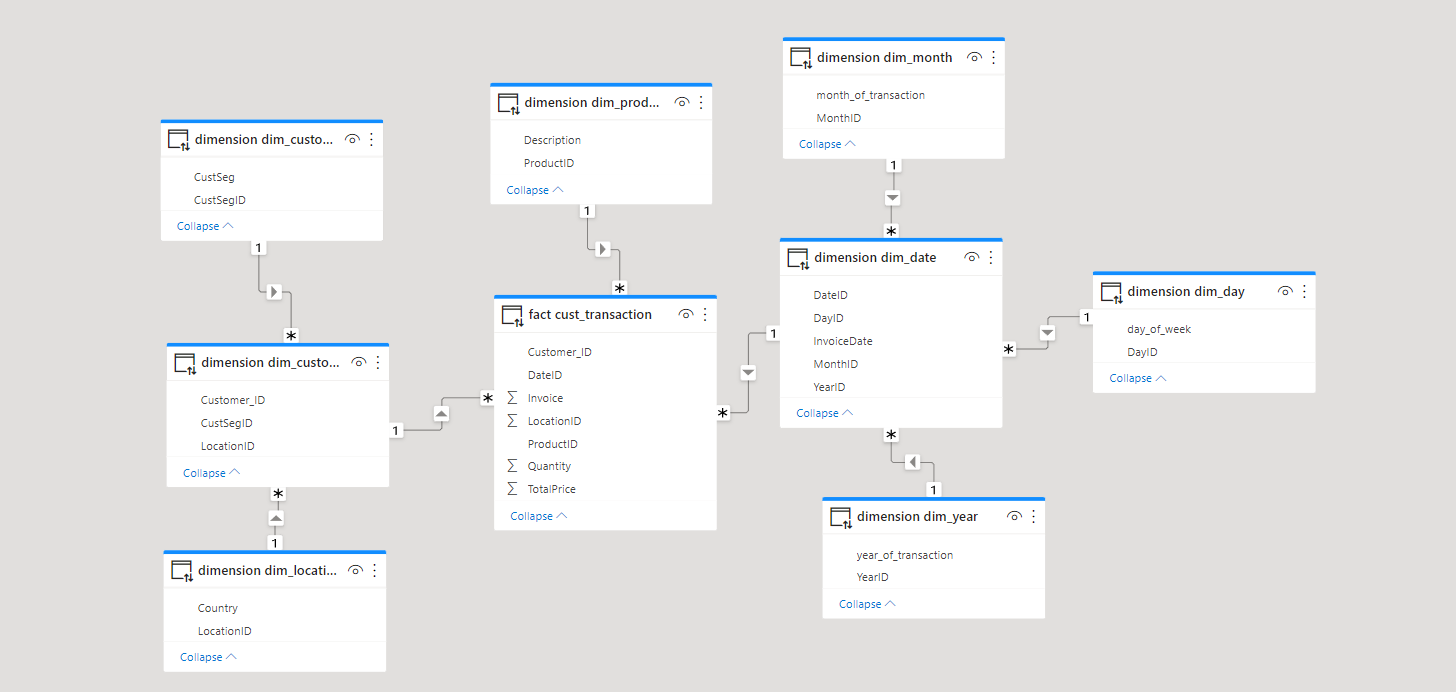 dimension dim_custo...
CustSeg
CustSegID
Collapse
1
*
dimension dim_custo...
Customer_ID
CustSegID
LocationID
Collapse
1
*
*
1
dimension dim_locati...
Country
LocationID
Collapse
dimension dim_prod...
Description
ProductID
Collapse
1
*
fact cust_transaction
Customer_ID
DateID
Σ Invoice
Σ LocationID
ProductID
Σ Quantity
Σ TotalPrice
Collapse
1
*
dimension dim_month
month_of_transaction
MonthID
Collapse
1
*
dimension dim_date
DateID
DayID
InvoiceDate
MonthID
YearID
Collapse
*
1
*
1
dimension dim_year
year_of_transaction
YearID
Collapse
dimension dim_day
day_of_week
DayID
Collapse